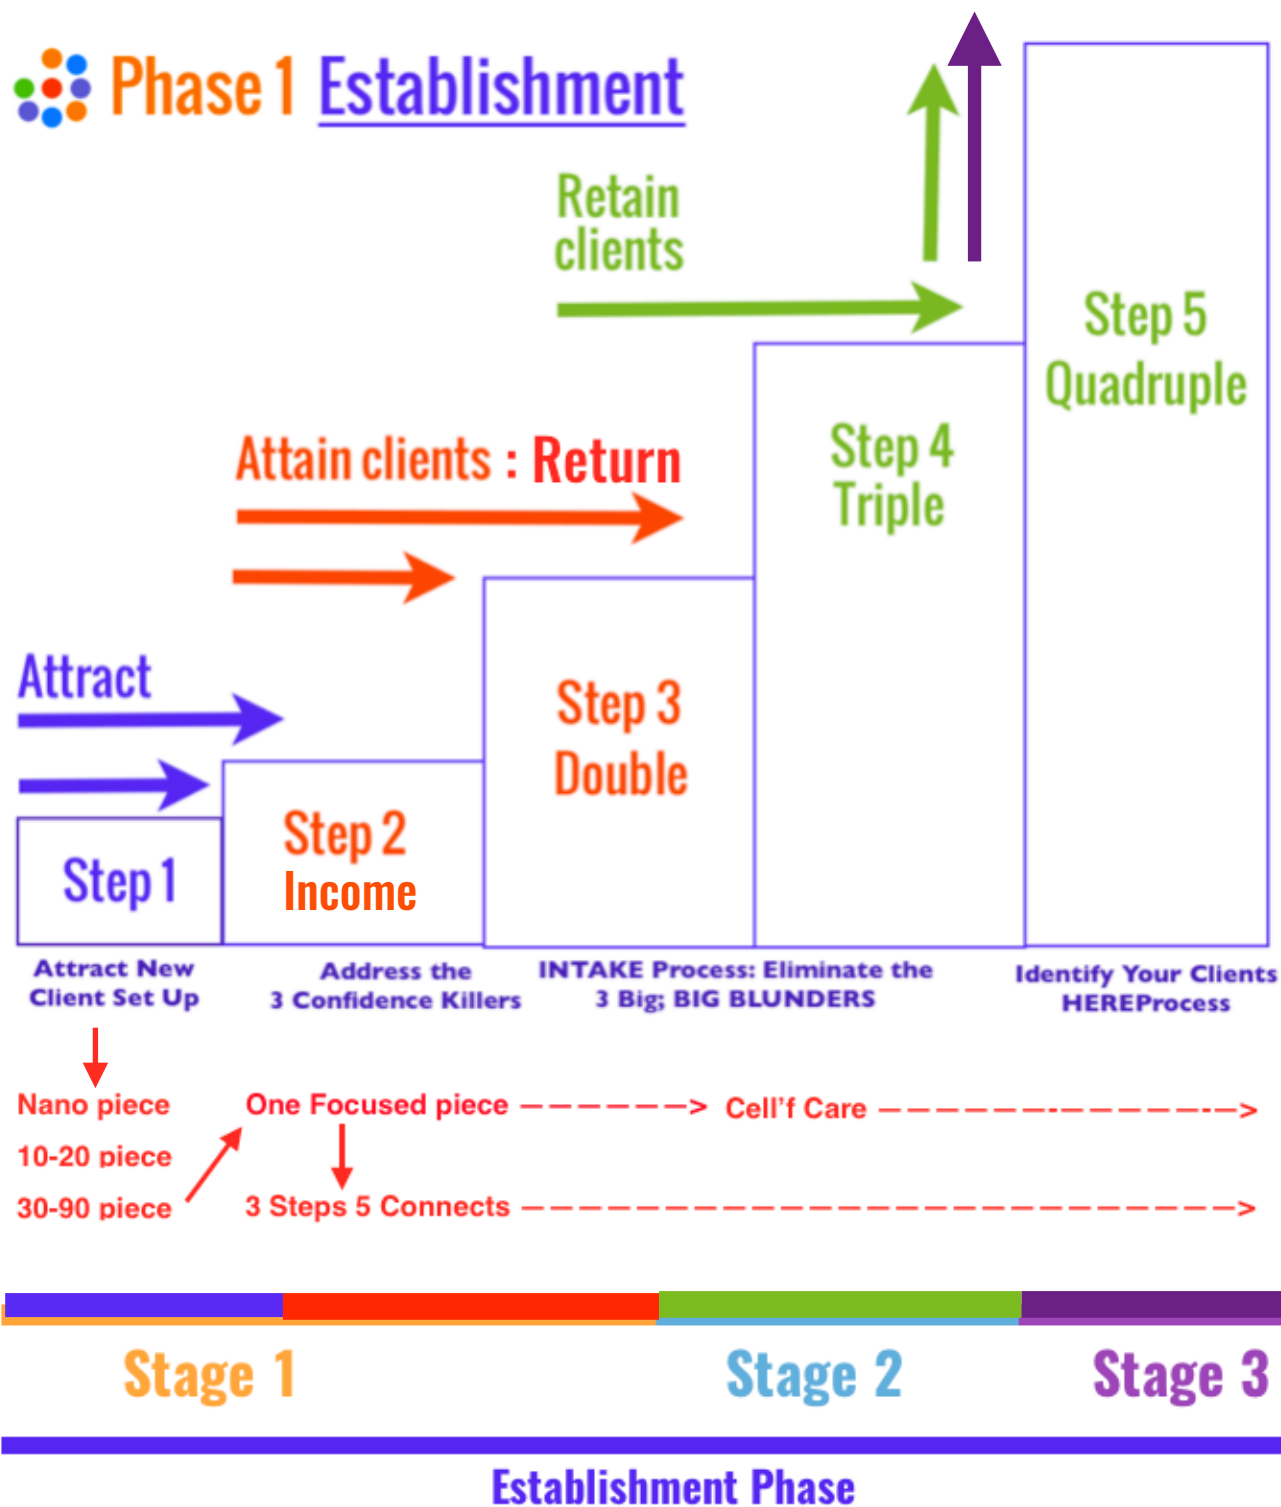 Phase 1 Establishment
Retain
clients
Step 5
Quadruple
Attain clients : Return
Step 4
Triple
Attract
Step 3
Double
Step 2
Income
Step 1
Attract New
Client Set Up
Address the
3 Confidence Killers
INTAKE Process: Eliminate the
3 Big; BIG BLUNDERS
Identify Your Clients
HEREProcess
Nano piece
One Focused piece ------>
Cell'f Care ------------>
10-20 piece
30-90 piece
3 Steps 5 Connects ------------------------->
Stage 1
Stage 2
Stage 3
Establishment Phase